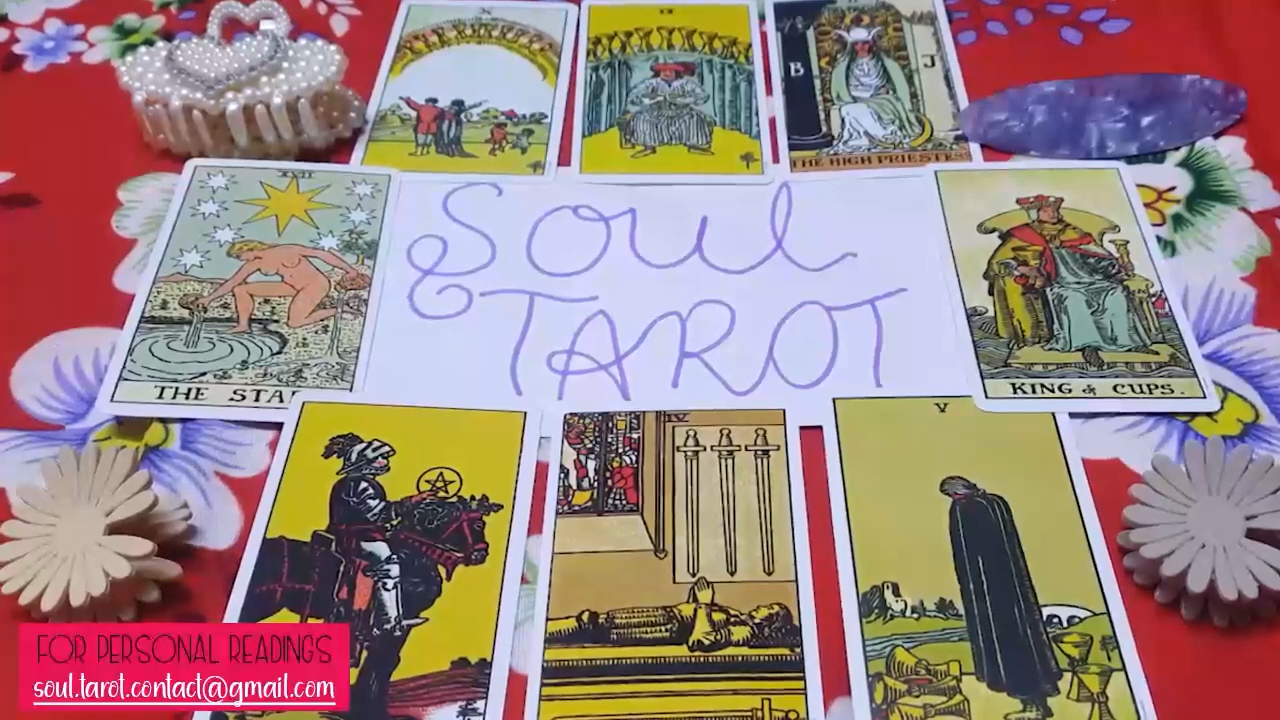 X
IX
II
B
J
THE HIGH PRIESTESS
XVII
Soul
TAROT
THE STA
KING of CUPS.
IV
V
FOR PERSONAL READINGS
soul.tarot.contact@gmail.com